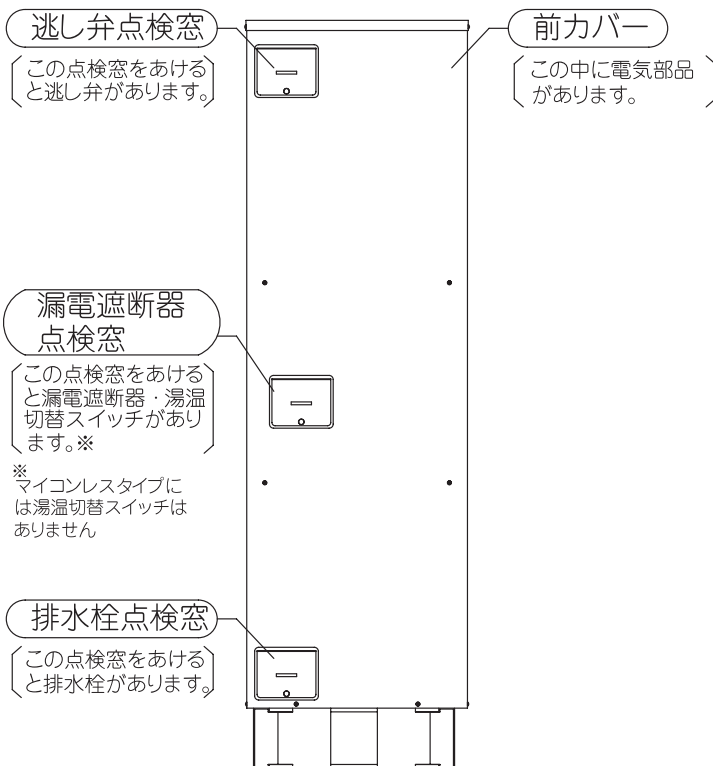 逃し弁点検窓
この点検窓をあける
と逃し弁があります。
前カバー
この中に電気部品
があります。
漏電遮断器
点検窓
この点検窓をあける
と漏電遮断器・湯温
切替スイッチがあり
ます。※
※
マイコンレスタイプに
は湯温切替スイッチは
ありません
排水栓点検窓
この点検窓をあける
と排水栓があります。